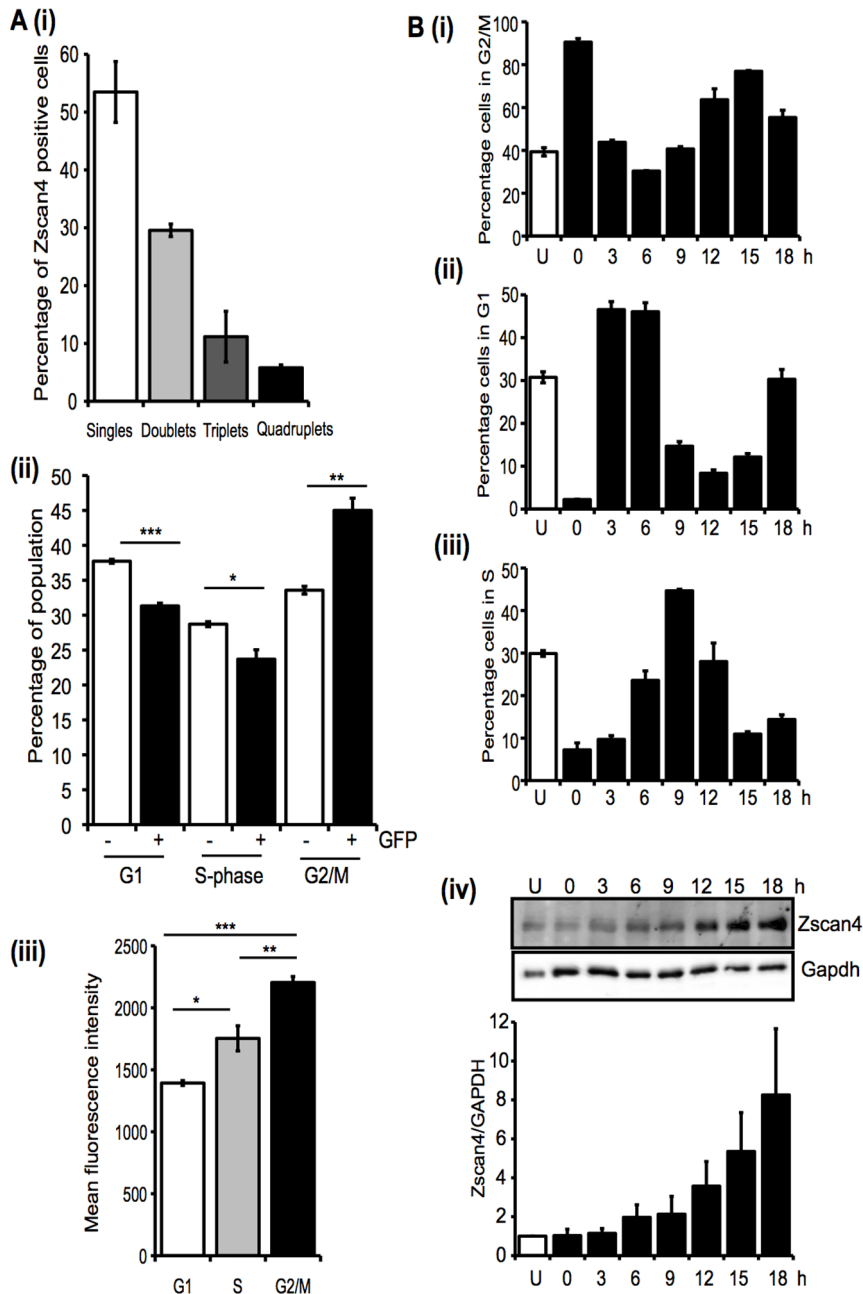 A (i)
Percentage of Zscan4 positive cells
60
50
40
30
20
10
0
Singles Doublets Triplets Quadruplets
(ii)
Percentage of population
50
45
40
35
30
25
20
15
10
5
0
***
*
**
- + - + - + GFP
G1 S-phase G2/M
(iii)
Mean fluorescence intensity
2500
2200
1900
1600
1300
1000
500
0
***
**
*
G1 S G2/M
B (i)
Percentage cells in G2/M
100
80
60
40
20
0
U 0 3 6 9 12 15 18 h
(ii)
Percentage cells in G1
50
40
30
20
10
0
U 0 3 6 9 12 15 18 h
(iii)
Percentage cells in S
50
40
30
20
10
0
U 0 3 6 9 12 15 18 h
(iv)
U 0 3 6 9 12 15 18 h
Zscan4
Gapdh
Zscan4/GAPDH
12
10
8
6
4
2
0
U 0 3 6 9 12 15 18 h